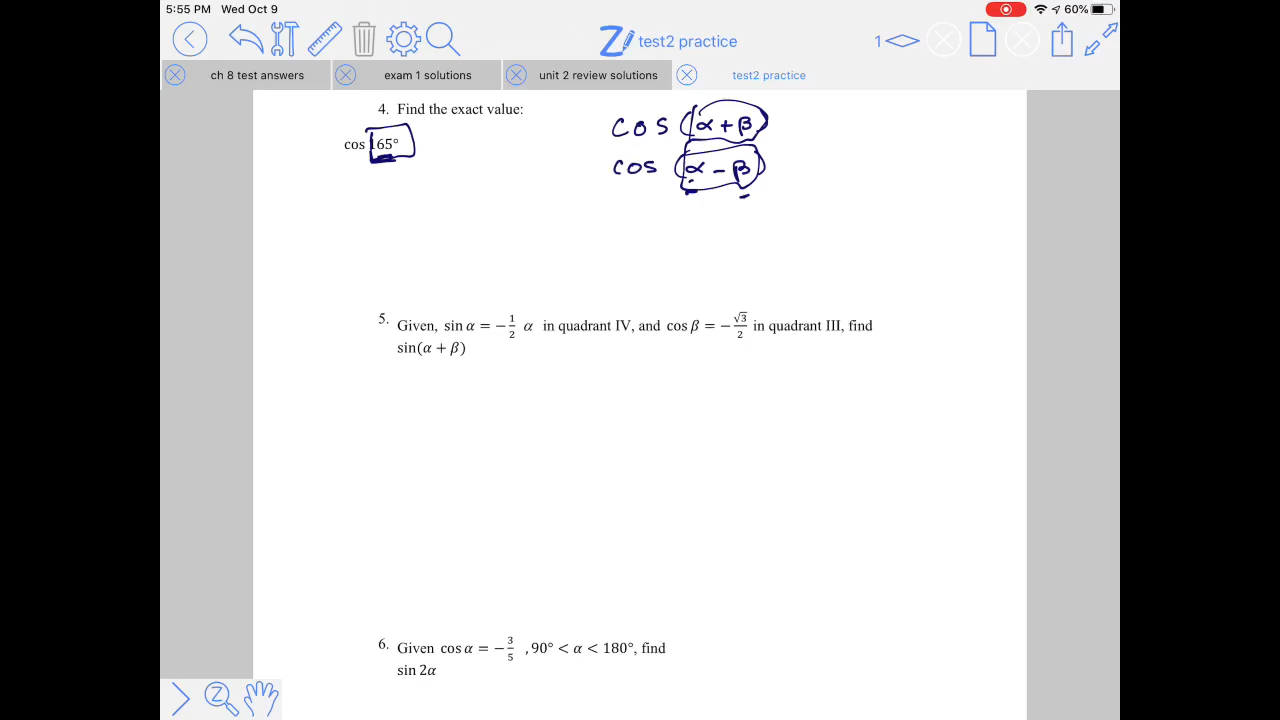 5:55 PM Wed Oct 9 60%
test2 practice 1
ch 8 test answers exam 1 solutions unit 2 review solutions test2 practice
4. Find the exact value:
cos 165°
cos (α + β)
cos (α − β)
5. Given, sin α = −1/2 α in quadrant IV, and cos β = −√3/2 in quadrant III, find
sin(α + β)
6. Given cos α = −3/5 , 90° < α < 180°, find
sin 2α